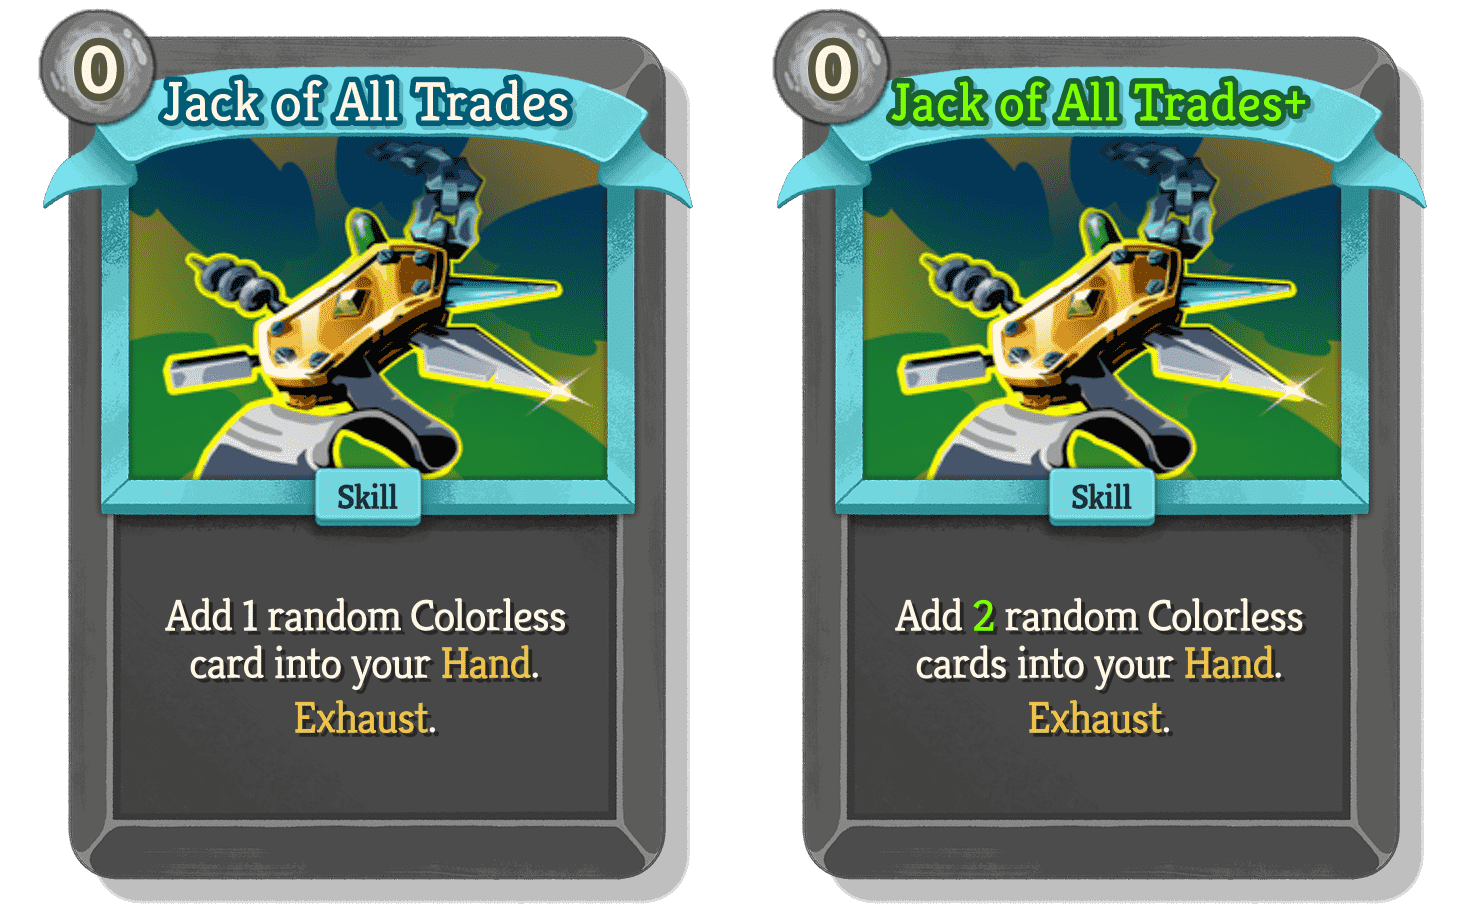 0
Jack of All Trades
Skill
Add 1 random Colorless
card into your Hand.
Exhaust.
0
Jack of All Trades+
Skill
Add 2 random Colorless
cards into your Hand.
Exhaust.